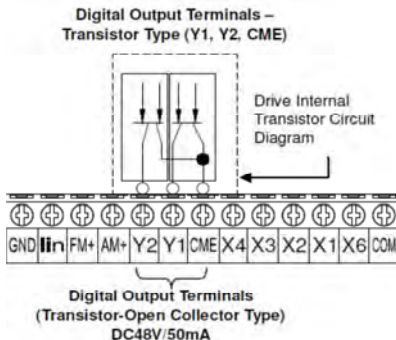 Digital Output Terminals –
Transistor Type (Y1, Y2, CME)
Drive Internal
Transistor Circuit
Diagram
GND Iin FM+ AM+ Y2 Y1 CME X4 X3 X2 X1 X6 COM
Digital Output Terminals
(Transistor-Open Collector Type)
DC48V/50mA